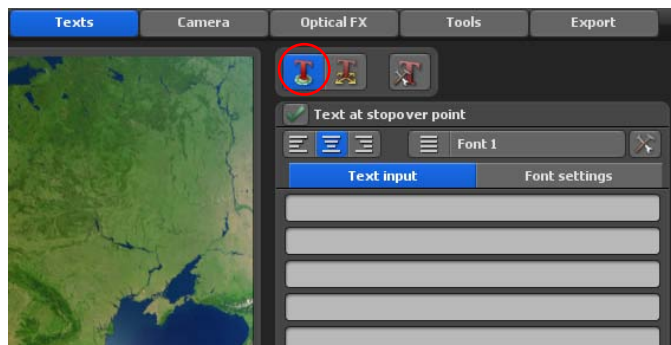 Texts Camera Optical FX Tools Export
Text at stopover point
Font 1
Text input Font settings